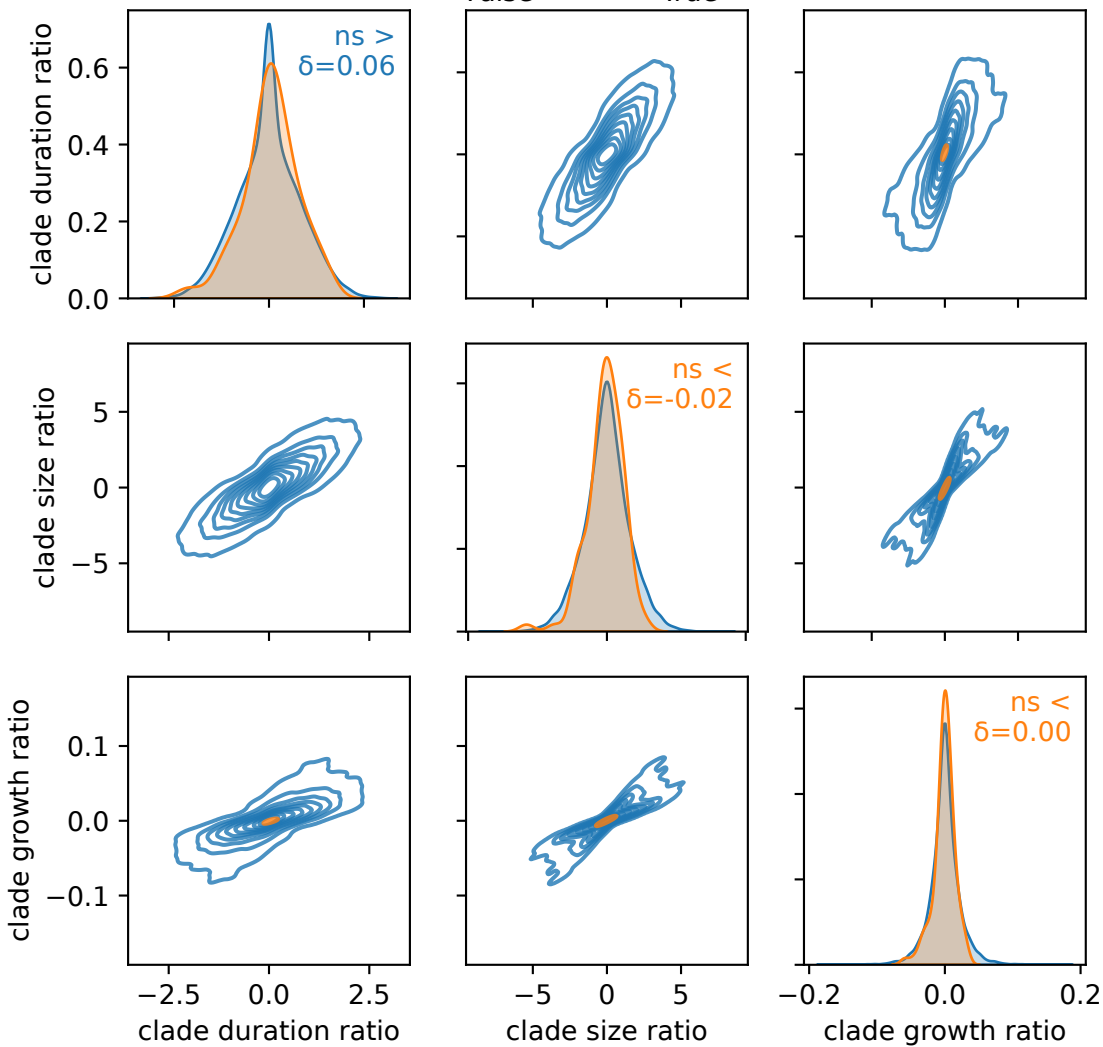 clade duration ratio
0.6
0.4
0.2
0.0
ns >
δ=0.06
clade size ratio
5
0
−5
ns <
δ=-0.02
clade growth ratio
0.1
0.0
−0.1
ns <
δ=0.00
−2.5 0.0 2.5
−5 0 5
−0.2 0.0 0.2
clade duration ratio
clade size ratio
clade growth ratio